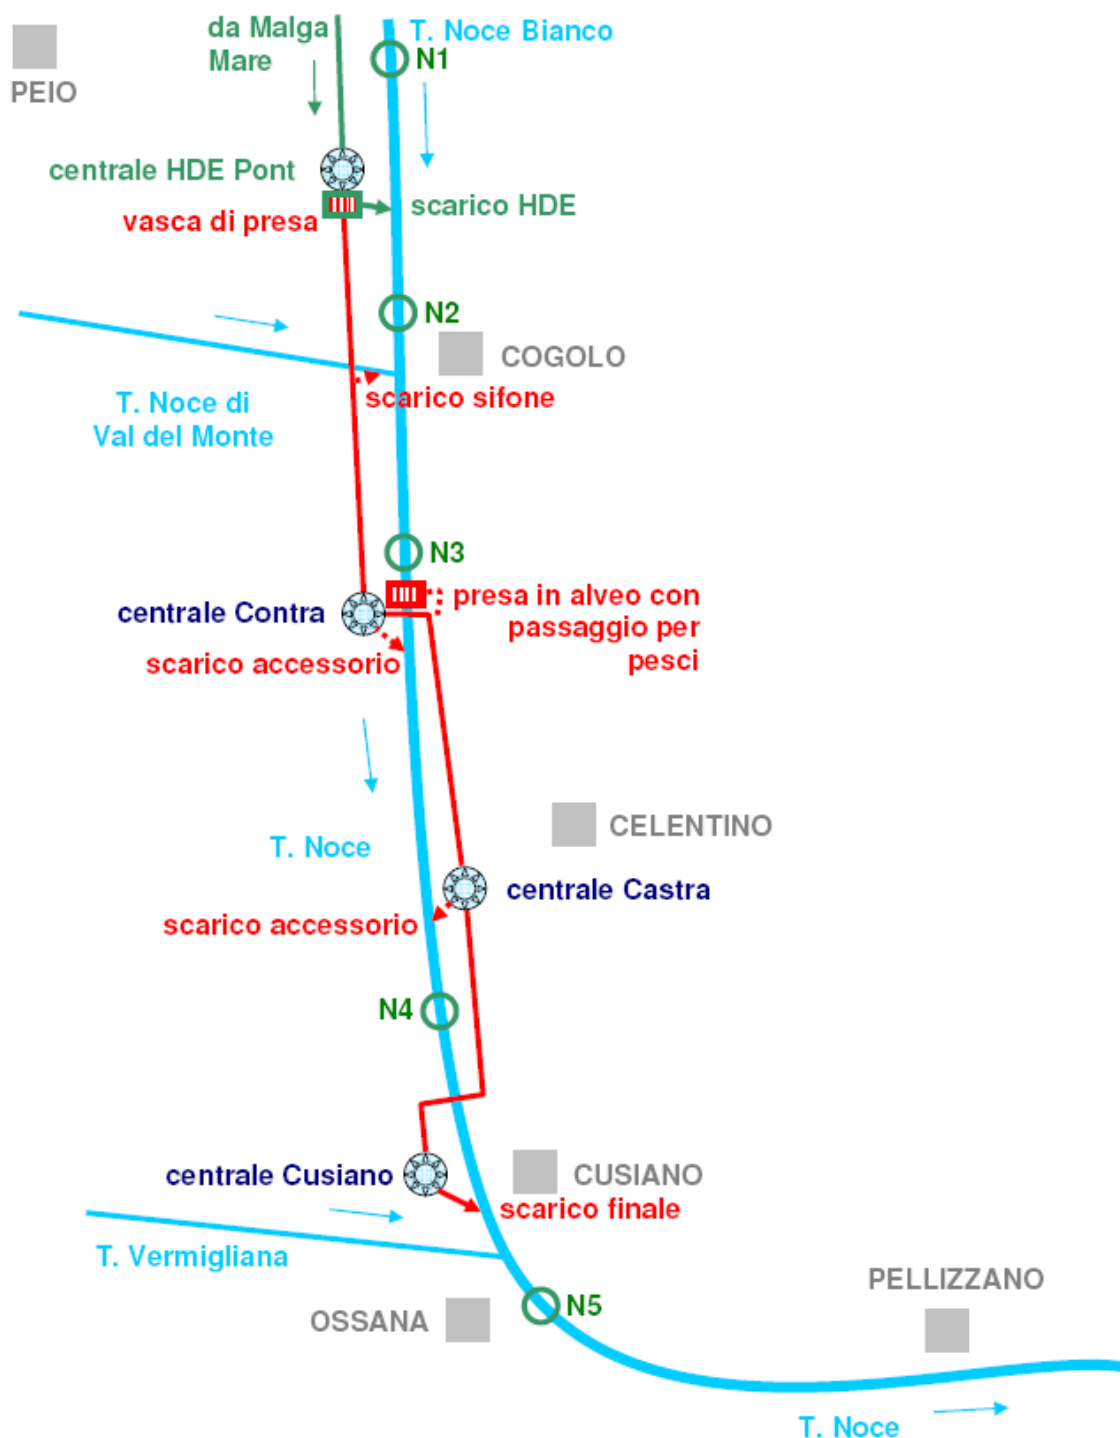 da Malga
Mare
T. Noce Bianco
N1
PEIO
centrale HDE Pont
scarico HDE
vasca di presa
N2
COGOLO
scarico sifone
T. Noce di
Val del Monte
N3
presa in alveo con
passaggio per
pesci
centrale Contra
scarico accessorio
CELENTINO
T. Noce
centrale Castra
scarico accessorio
N4
centrale Cusiano
CUSIANO
scarico finale
T. Vermigliana
PELLIZZANO
N5
OSSANA
T. Noce